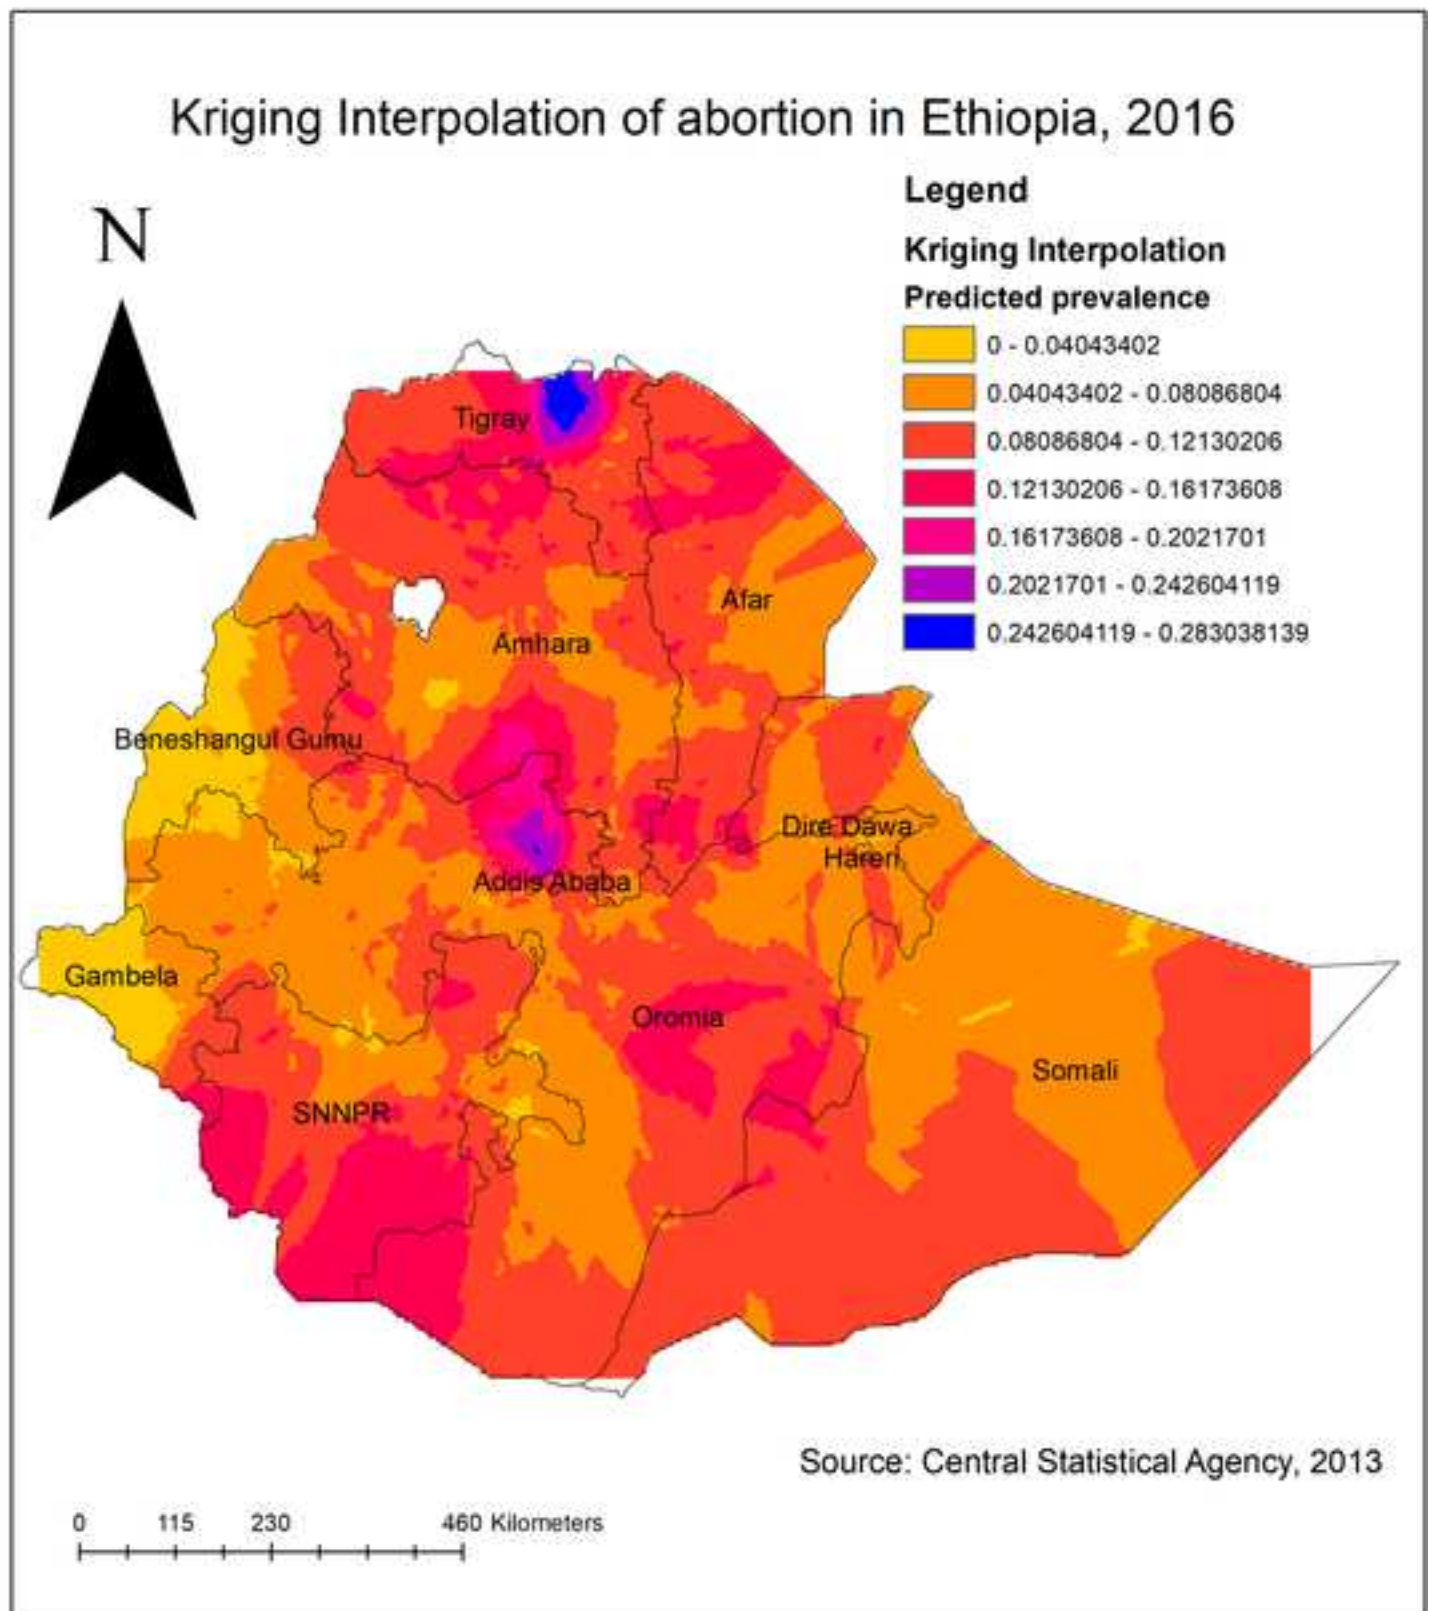 Kriging Interpolation of abortion in Ethiopia, 2016
Legend
Kriging Interpolation
Predicted prevalence
0 - 0.04043402
0.04043402 - 0.08086804
0.08086804 - 0.12130206
0.12130206 - 0.16173608
0.16173608 - 0.2021701
0.2021701 - 0.242604119
0.242604119 - 0.283038139
N
Tigray
Afar
Amhara
Beneshangul Gumu
Dire Dawa
Hareri
Addis Ababa
Gambela
Oromia
Somali
SNNPR
Source: Central Statistical Agency, 2013
0 115 230 460 Kilometers